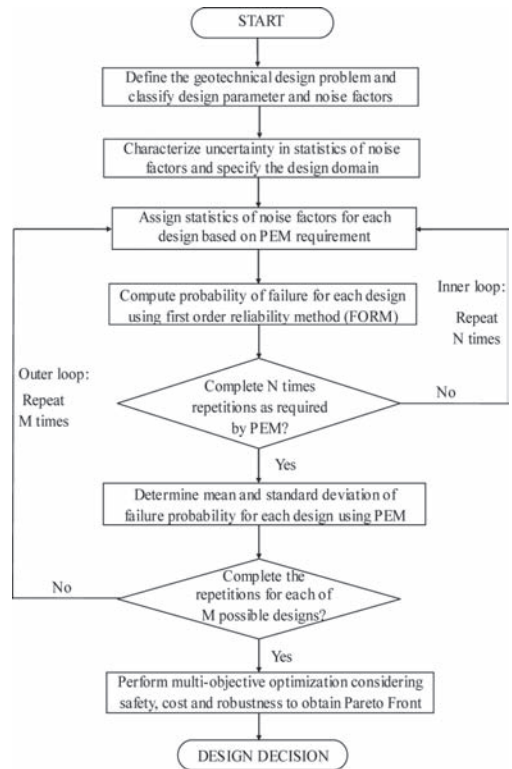 START
Define the geotechnical design problem and
classify design parameter and noise factors
Characterize uncertainty in statistics of noise
factors and specify the design domain
Assign statistics of noise factors for each
design based on PEM requirement
Compute probability of failure for each design
using first order reliability method (FORM)
Inner loop:
Repeat
N times
Outer loop:
Repeat
M times
Complete N times
repetitions as required
by PEM?
No
Yes
Determine mean and standard deviation of
failure probability for each design using PEM
Complete the
repetitions for each of
M possible designs?
No
Yes
Perform multi-objective optimization considering
safety, cost and robustness to obtain Pareto Front
DESIGN DECISION